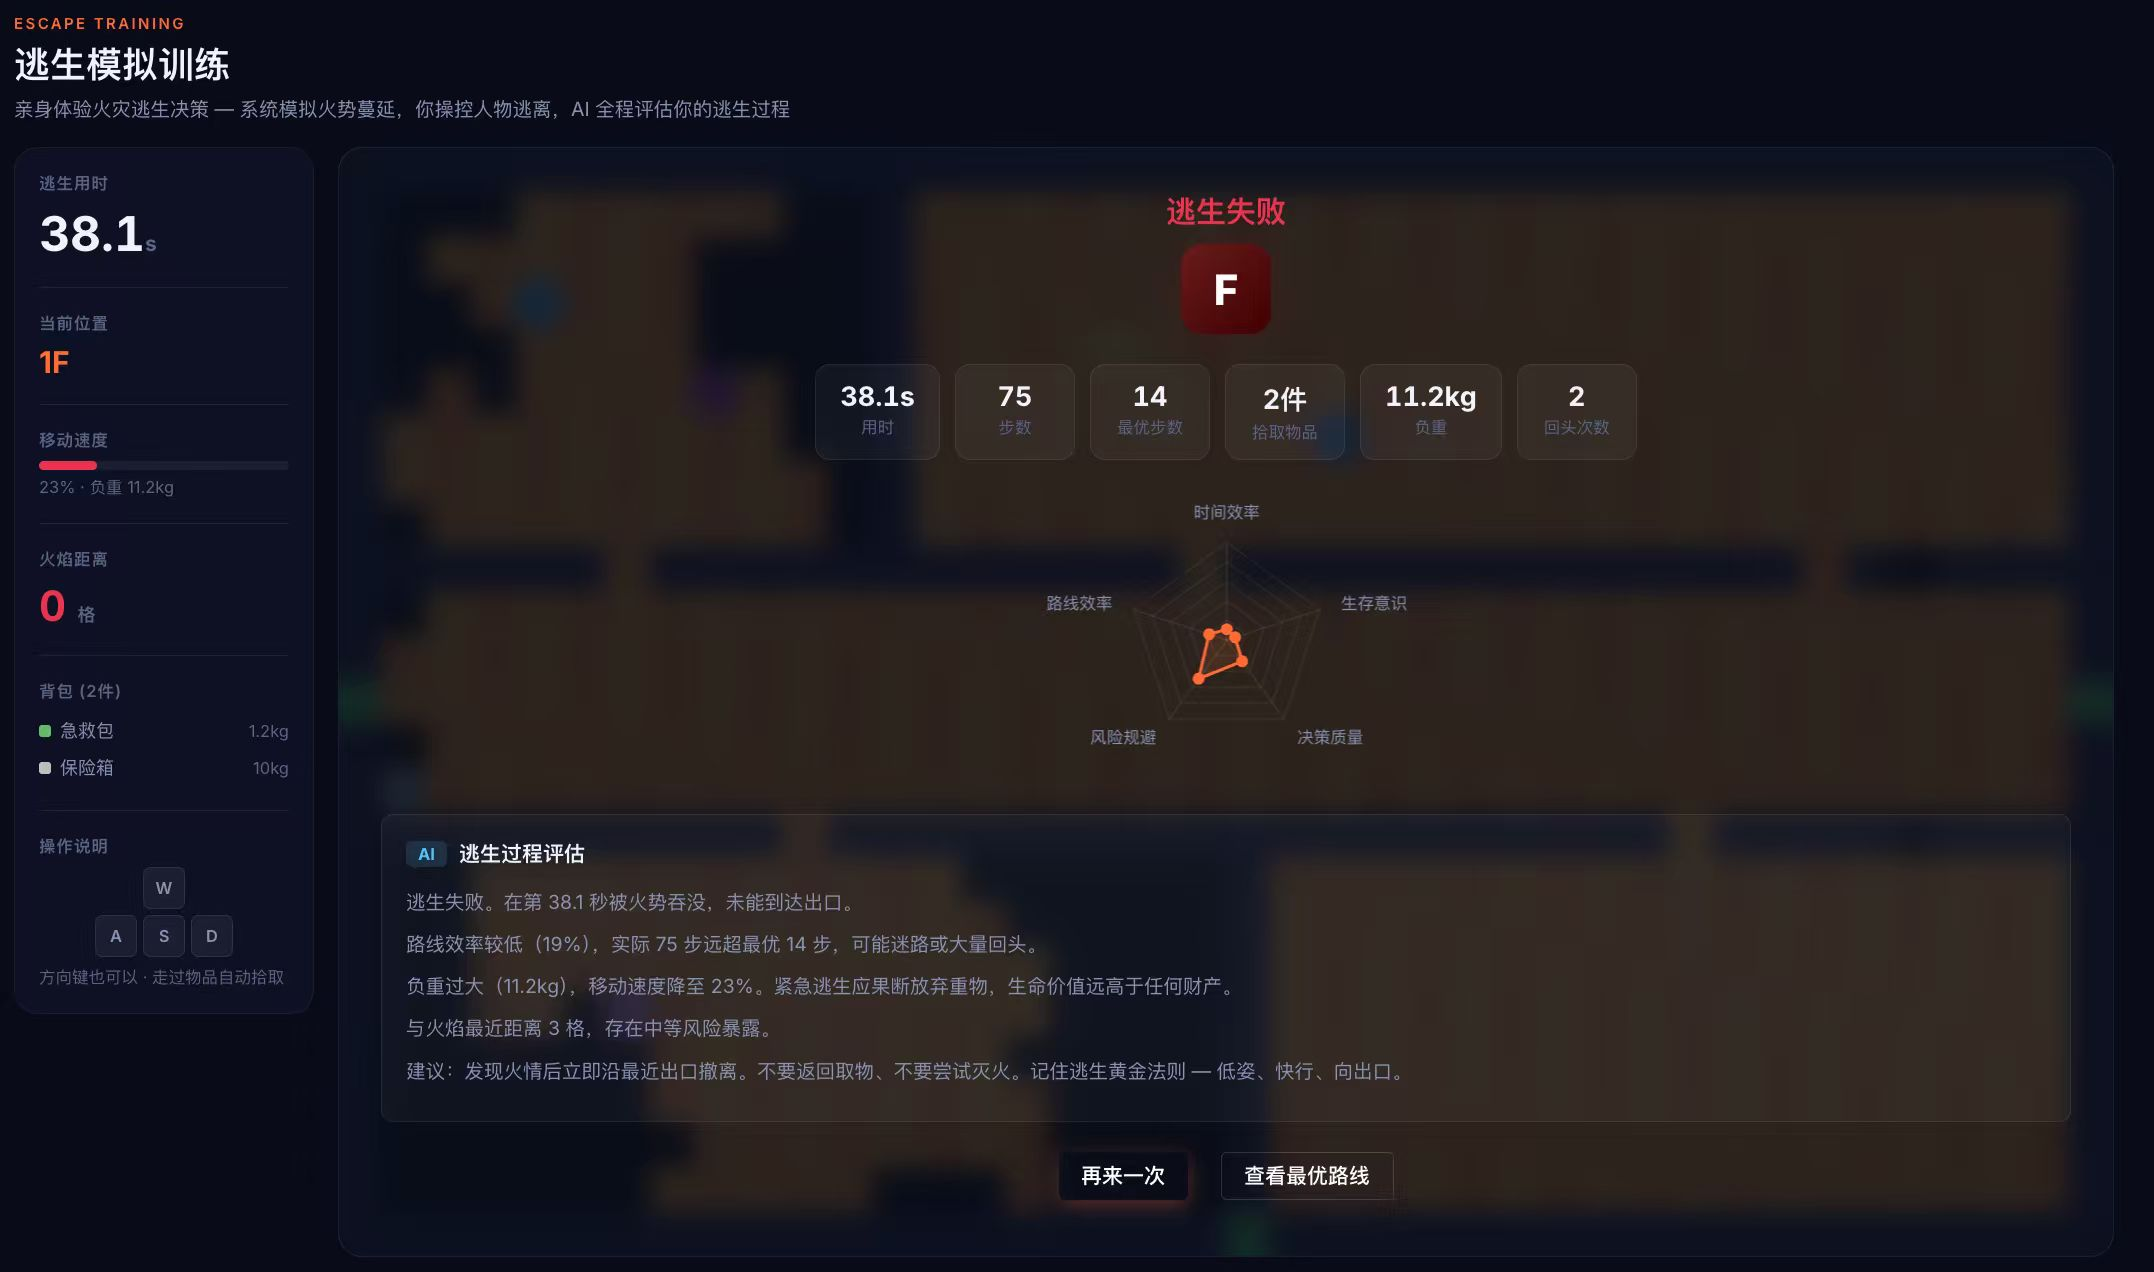 ESCAPE TRAINING
逃生模拟训练
亲身体验火灾逃生决策 — 系统模拟火势蔓延，你操控人物逃离，AI 全程评估你的逃生过程
逃生用时
38.1s
当前位置
1F
移动速度
23% · 负重 11.2kg
火焰距离
0 格
背包 (2件)
急救包 1.2kg
保险箱 10kg
操作说明
W
A S D
方向键也可以 · 走过物品自动拾取
逃生失败
F
38.1s 75 14 2件 11.2kg 2
用时 步数 最优步数 拾取物品 负重 回头次数
时间效率
路线效率 生存意识
风险规避 决策质量
AI 逃生过程评估
逃生失败。在第 38.1 秒被火势吞没，未能到达出口。
路线效率较低（19%），实际 75 步远超最优 14 步，可能迷路或大量回头。
负重过大（11.2kg），移动速度降至 23%。紧急逃生应果断放弃重物，生命价值远高于任何财产。
与火焰最近距离 3 格，存在中等风险暴露。
建议：发现火情后立即沿最近出口撤离。不要返回取物、不要尝试灭火。记住逃生黄金法则 — 低姿、快行、向出口。
再来一次 查看最优路线